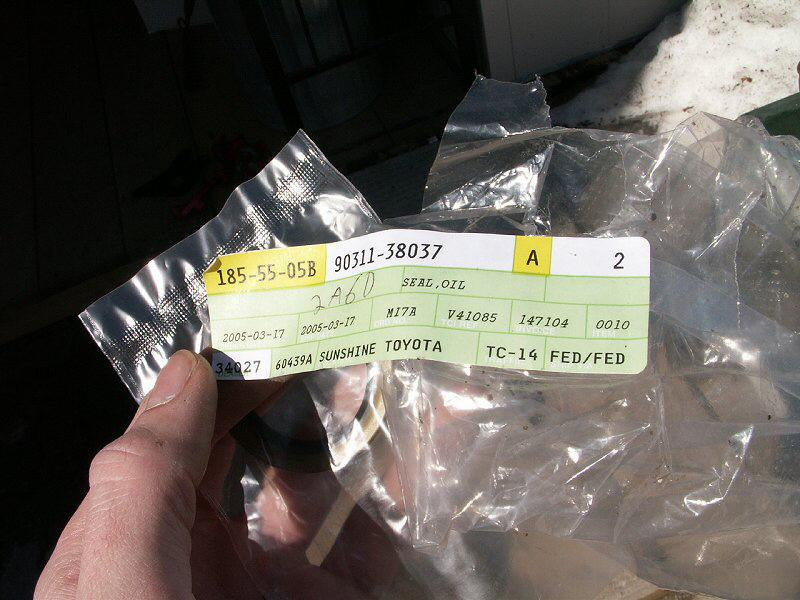 185-55-05B 90311-38037 A 2
SEAL,OIL
2A6D
2005-03-17 2005-03-17 MI7A V41085 147104 0010
34027 60439A SUNSHINE TOYOTA TC-14 FED/FED